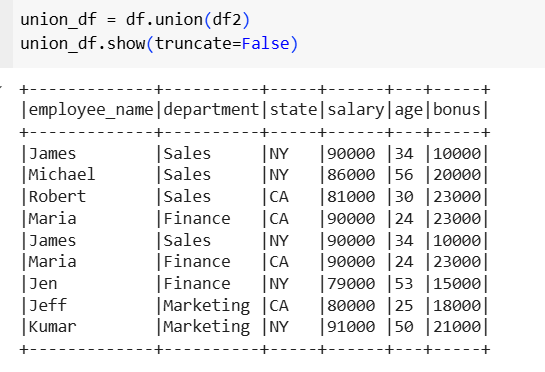 union_df = df.union(df2)
union_df.show(truncate=False)
+-------------+----------+-----+------+---+-----+
|employee_name|department|state|salary|age|bonus|
+-------------+----------+-----+------+---+-----+
|James        |Sales     |NY   |90000 |34 |10000|
|Michael      |Sales     |NY   |86000 |56 |20000|
|Robert       |Sales     |CA   |81000 |30 |23000|
|Maria        |Finance   |CA   |90000 |24 |23000|
|James        |Sales     |NY   |90000 |34 |10000|
|Maria        |Finance   |CA   |90000 |24 |23000|
|Jen          |Finance   |NY   |79000 |53 |15000|
|Jeff         |Marketing |CA   |80000 |25 |18000|
|Kumar        |Marketing |NY   |91000 |50 |21000|
+-------------+----------+-----+------+---+-----+